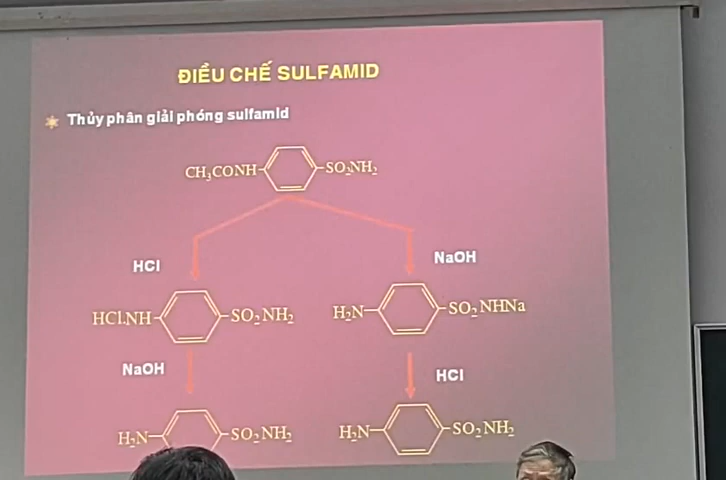 ĐIỀU CHẾ SULFAMID
Thủy phân giải phóng sulfamid
CH₃CONH SO₂NH₂
HCl NaOH
HCl.NH SO₂NH₂ H₂N SO₂NHNa
NaOH HCl
H₂N SO₂NH₂ H₂N SO₂NH₂